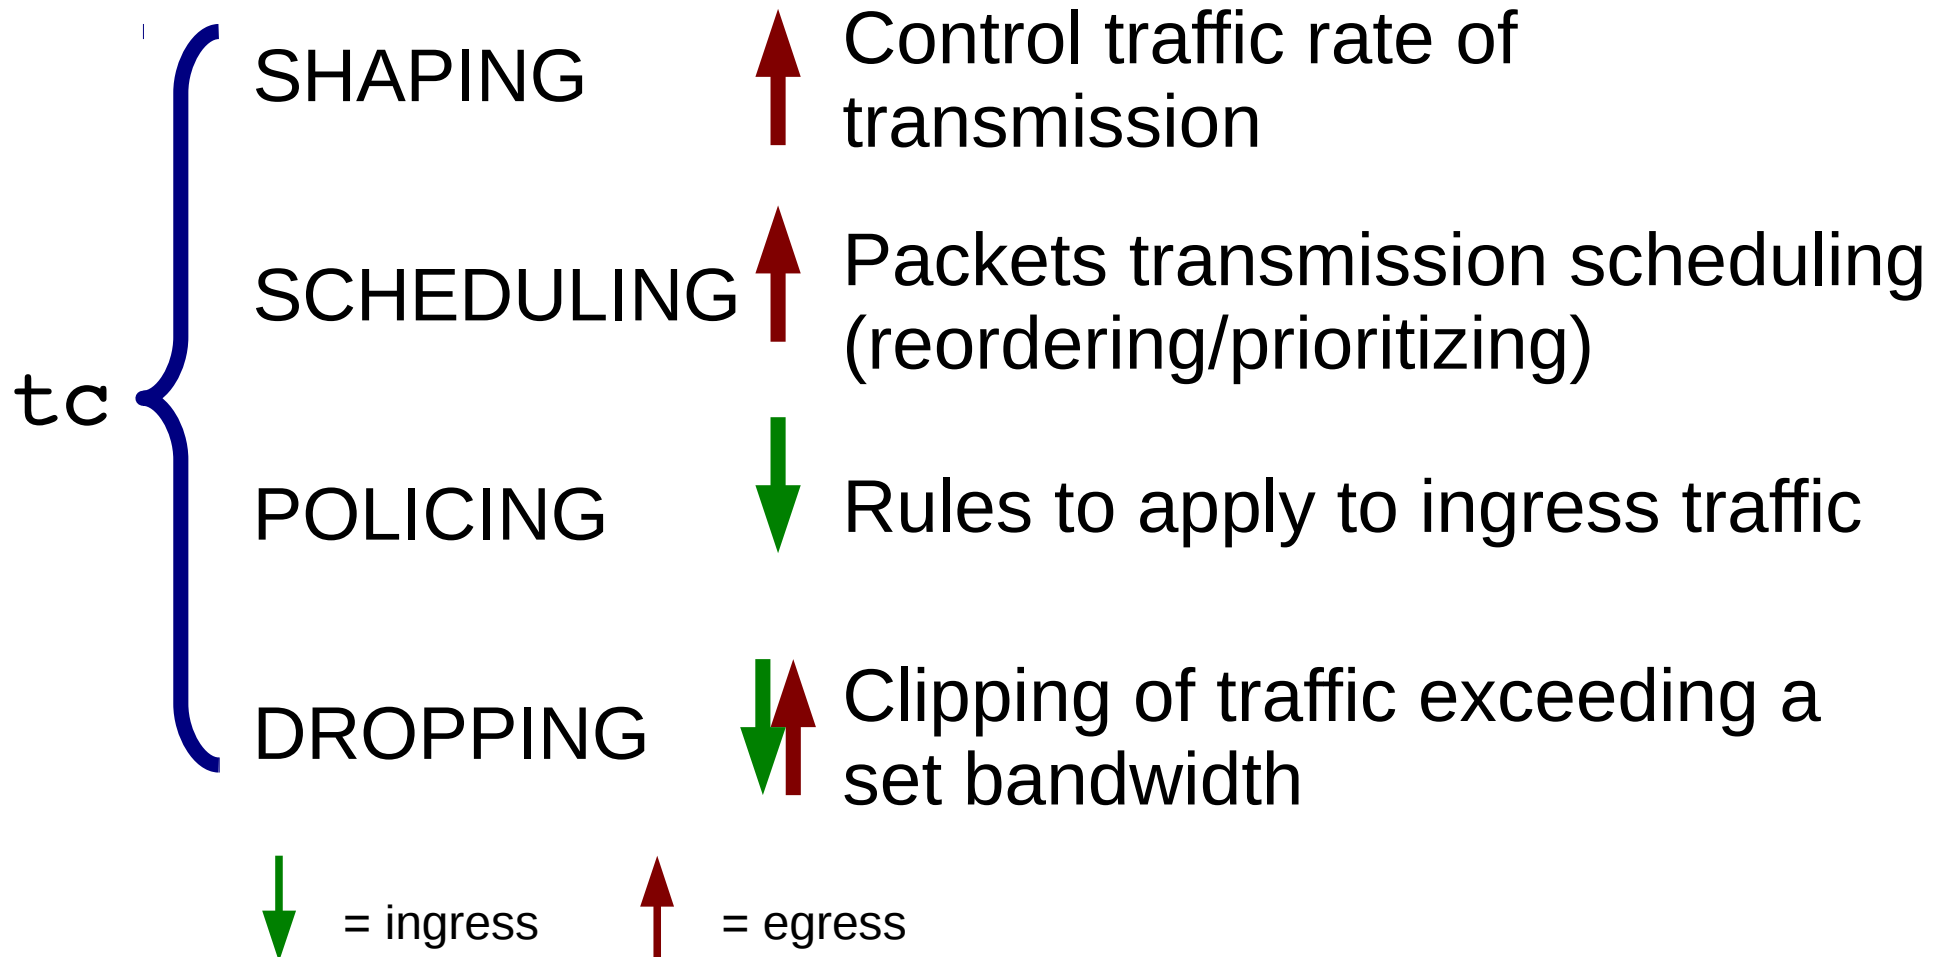 SHAPING
Control traffic rate of
transmission
SCHEDULING
Packets transmission scheduling
(reordering/prioritizing)
tc
POLICING
Rules to apply to ingress traffic
DROPPING
Clipping of traffic exceeding a
set bandwidth
= ingress
= egress